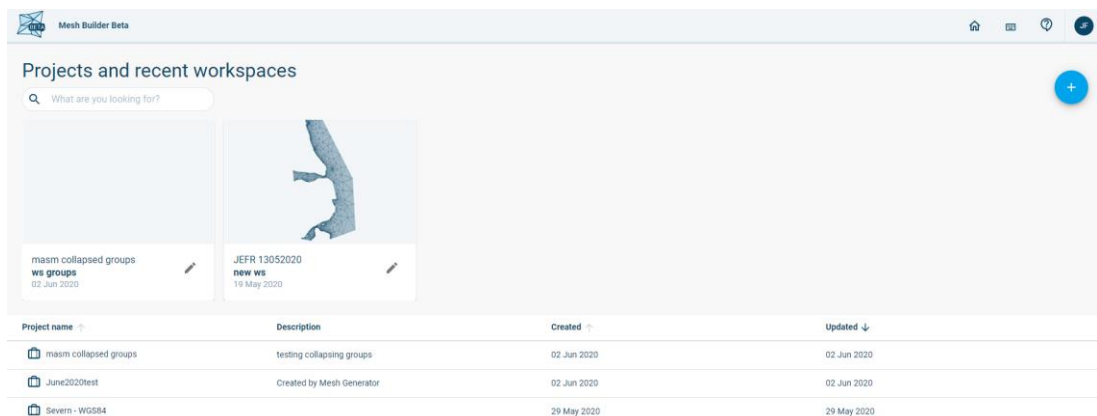 BETA
Mesh Builder Beta
JF
Projects and recent workspaces
What are you looking for?
masm collapsed groups
ws groups
02 Jun 2020
JEFR 13052020
new ws
19 May 2020
Project name Description Created Updated
masm collapsed groups testing collapsing groups 02 Jun 2020 02 Jun 2020
June2020test Created by Mesh Generator 02 Jun 2020 02 Jun 2020
Severn - WGS84 29 May 2020 29 May 2020